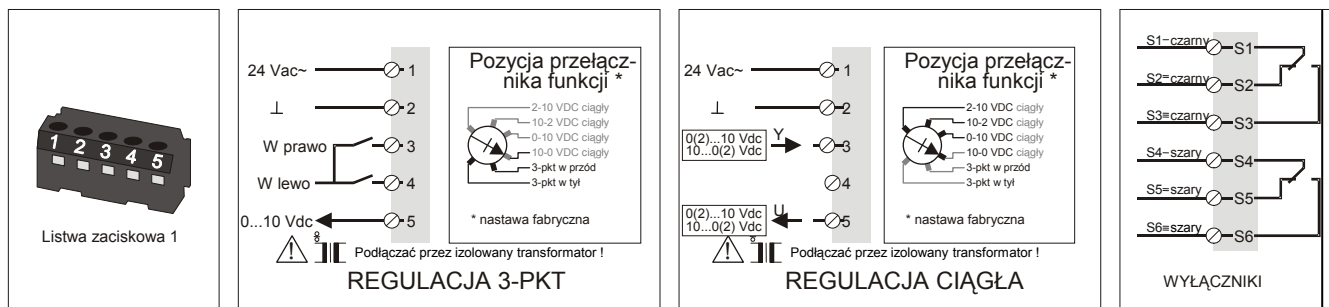 1 2 3 4 5
Listwa zaciskowa 1
24 Vac~
1
⊥
2
W prawo
3
W lewo
4
0...10 Vdc
5
Pozycja przełącz-
nika funkcji *
2-10 VDC ciągły
10-2 VDC ciągły
0-10 VDC ciągły
10-0 VDC ciągły
3-pkt w przód
3-pkt w tył
* nastawa fabryczna
Podłączać przez izolowany transformator !
REGULACJA 3-PKT
24 Vac~
1
⊥
2
0(2)...10 Vdc
10...0(2) Vdc
Y
3
4
0(2)...10 Vdc
10...0(2) Vdc
U
5
Pozycja przełącz-
nika funkcji *
2-10 VDC ciągły
10-2 VDC ciągły
0-10 VDC ciągły
10-0 VDC ciągły
3-pkt w przód
3-pkt w tył
* nastawa fabryczna
Podłączać przez izolowany transformator !
REGULACJA CIĄGŁA
S1–czarny S1
S2=czarny S2
S3≡czarny S3
S4–szary S4
S5=szary S5
S6≡szary S6
WYŁĄCZNIKI